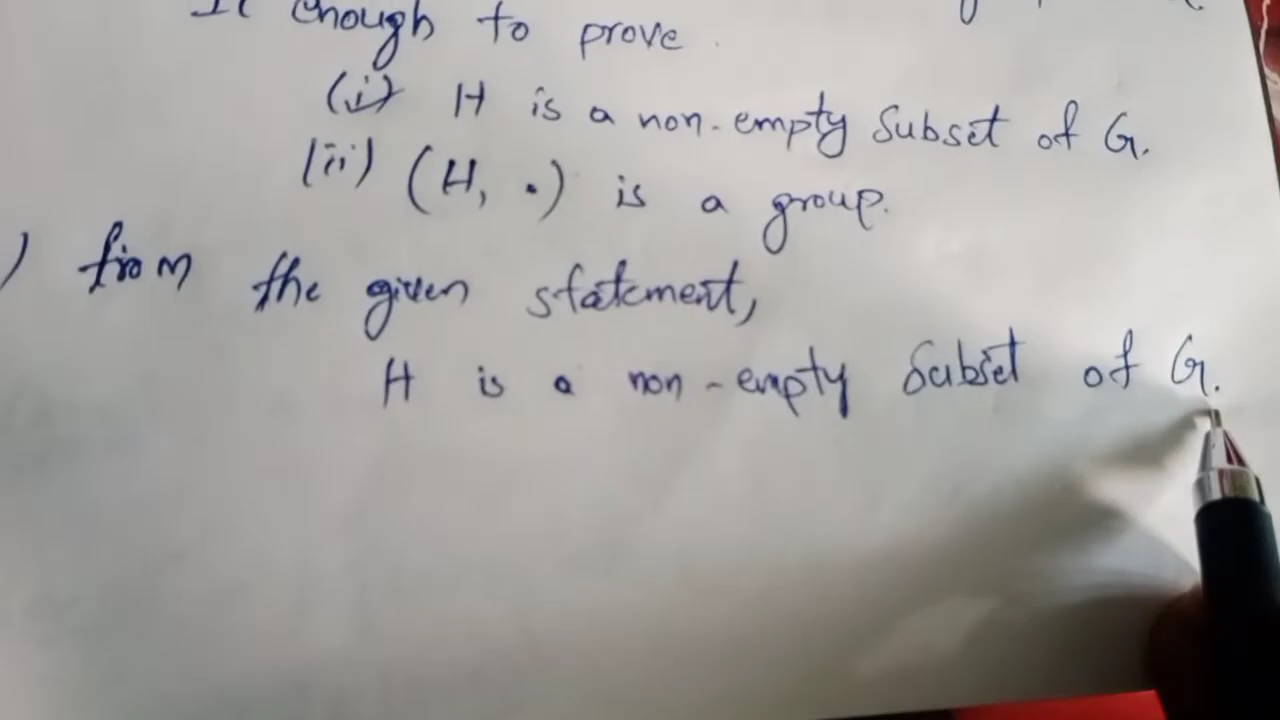 It enough to prove.
(i) H is a non-empty subset of G.
(ii) (H, •) is a group.
) from the given statement,
H is a non-empty subset of G.